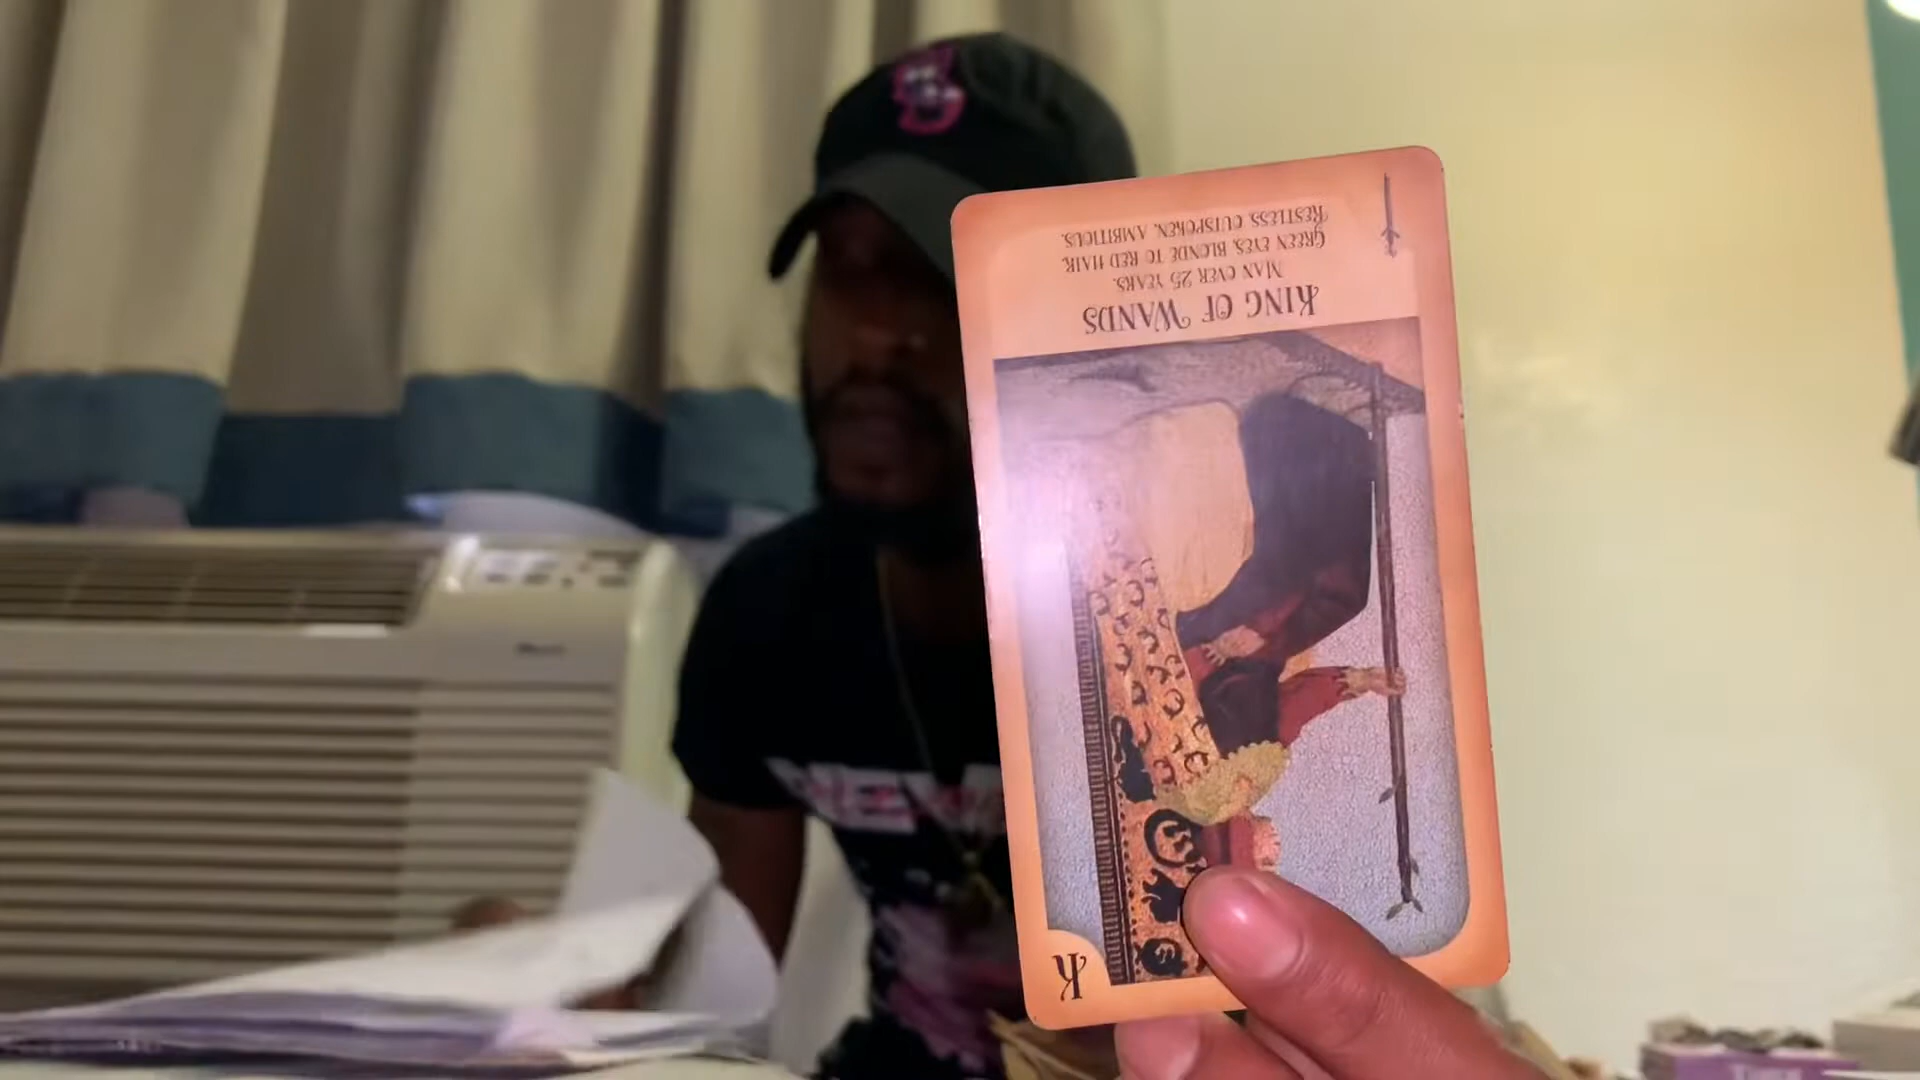 King of Wands
Man over 25 years.
Green eyes, blonde to red hair.
Restless, outspoken, ambitious.
K